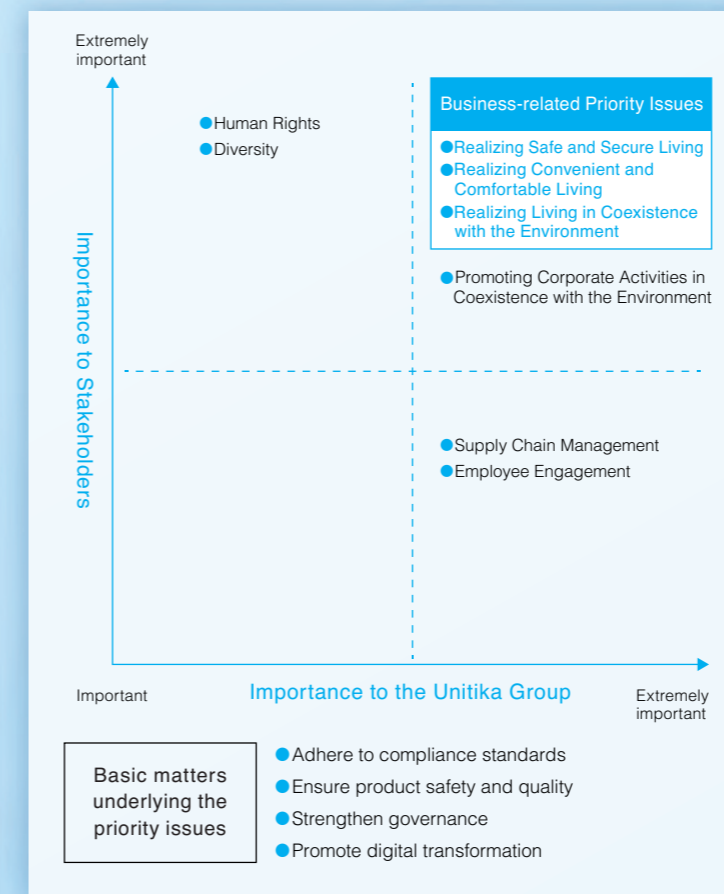 Extremely
important
●Human Rights
●Diversity
Business-related Priority Issues
●Realizing Safe and Secure Living
●Realizing Convenient and
Comfortable Living
●Realizing Living in Coexistence
with the Environment
●Promoting Corporate Activities in
Coexistence with the Environment
Importance to Stakeholders
●Supply Chain Management
●Employee Engagement
Important
Importance to the Unitika Group
Extremely
important
Basic matters
underlying the
priority issues
●Adhere to compliance standards
●Ensure product safety and quality
●Strengthen governance
●Promote digital transformation